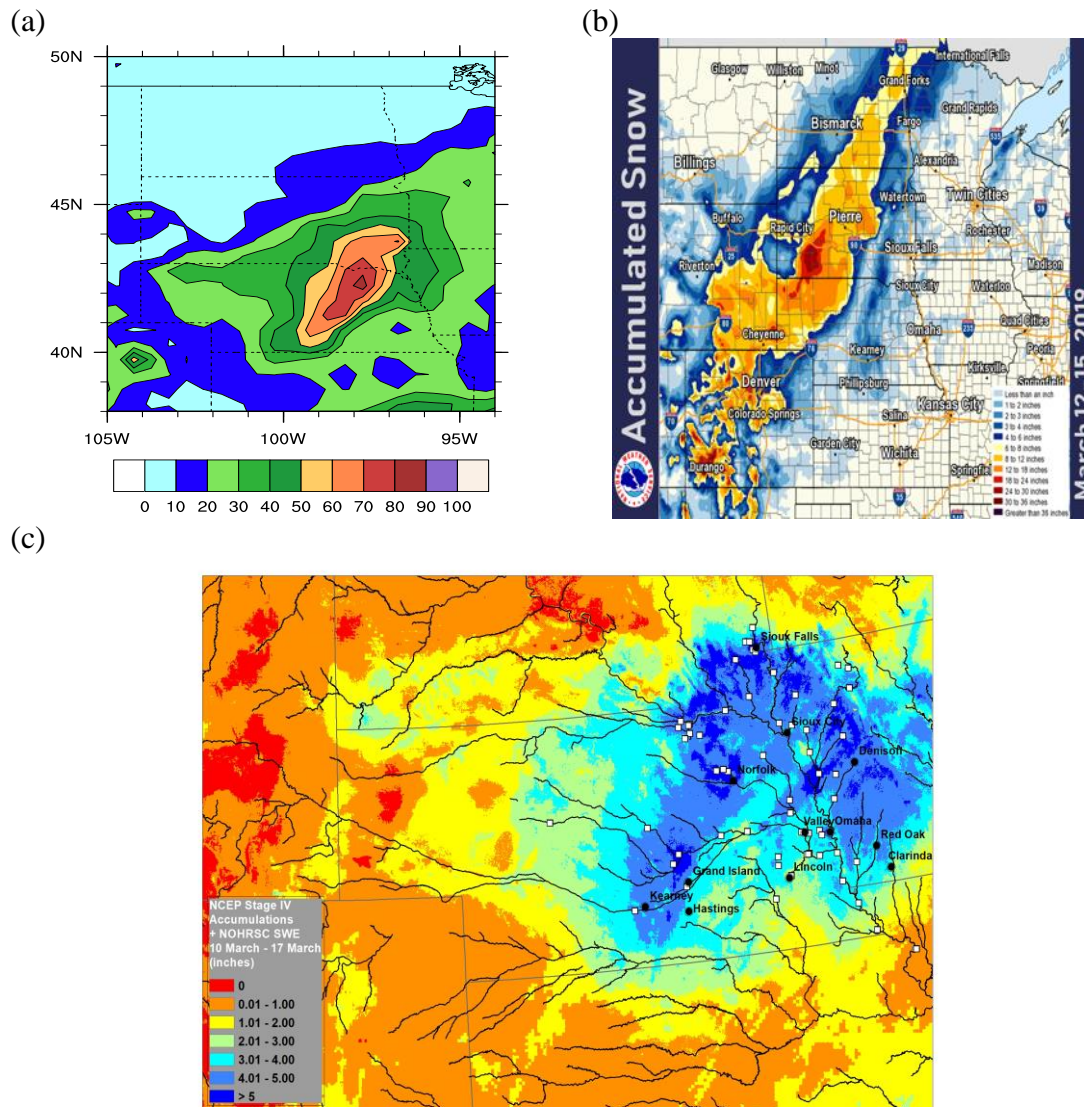 (a)
50N
45N
40N
105W 100W 95W
0 10 20 30 40 50 60 70 80 90 100
(b)
Accumulated Snow
March 12-15, 2019
International Falls
Glasgow
Williston
Minot
Grand Forks
Grand Rapids
Bismarck
Fargo
Billings
Alexandria
Twin Cities
Watertown
Buffalo
Pierre
Rapid City
Rochester
Sioux Falls
Riverton
Sioux City
Waterloo
Madison
Omaha
Quad Cities
Cheyenne
Kearney
Peoria
Kirksville
Denver
Phillipsburg
Kansas City
Colorado Springs
Salina
Garden City
Wichita
Durango
Less than an inch
1 to 2 inches
2 to 3 inches
3 to 4 inches
4 to 6 inches
6 to 8 inches
8 to 12 inches
12 to 18 inches
18 to 24 inches
24 to 30 inches
30 to 36 inches
Greater than 36 inches
(c)
Sioux Falls
Sioux City
Denison
Norfolk
Valley
Omaha
Red Oak
Clarinda
Lincoln
Grand Island
Kearney
Hastings
NCEP Stage IV
Accumulations
+ NOHRSC SWE
10 March - 17 March
(inches)
0
0.01 - 1.00
1.01 - 2.00
2.01 - 3.00
3.01 - 4.00
4.01 - 5.00
> 5